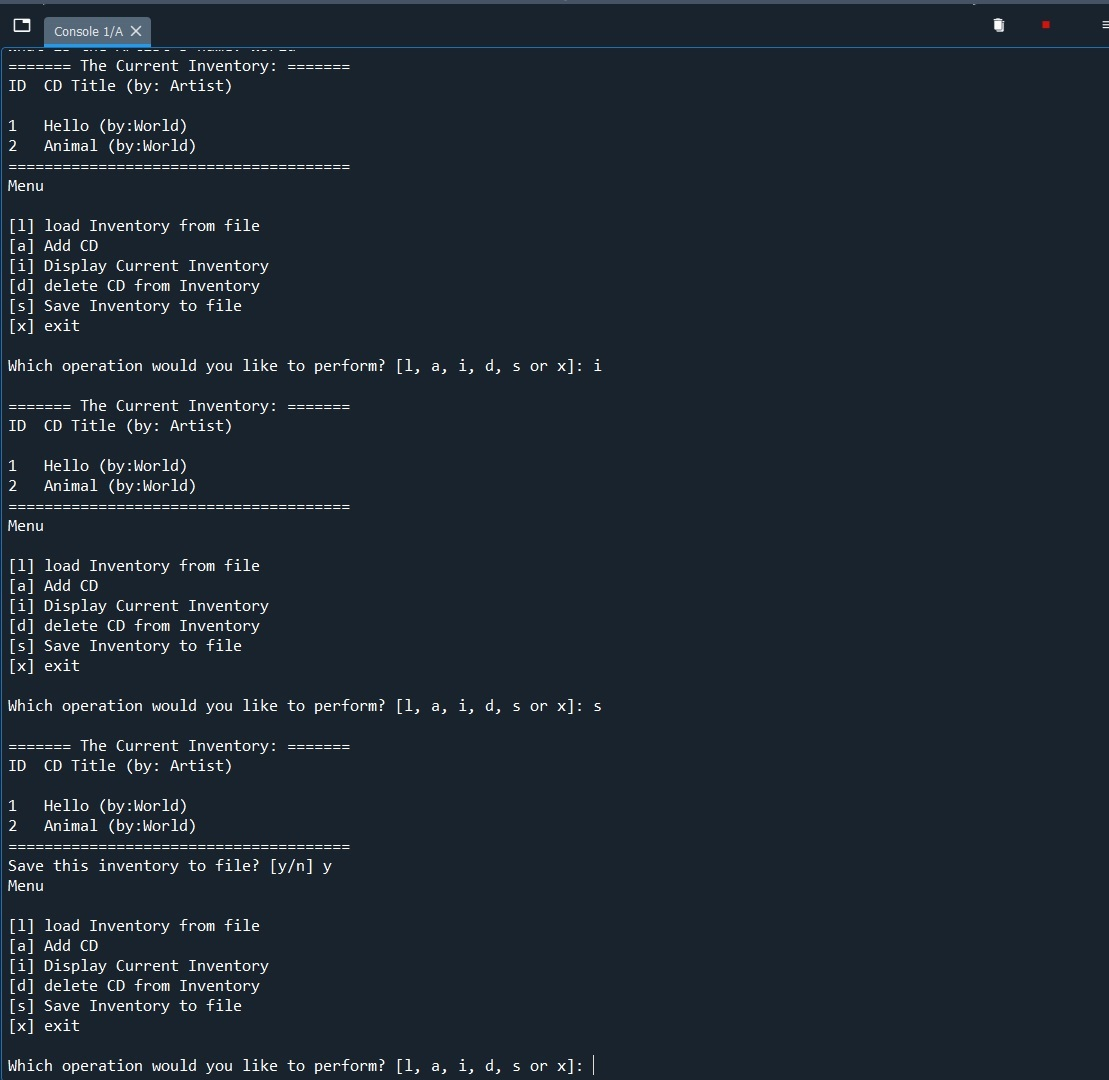 Console 1/A
======= The Current Inventory: =======
ID  CD Title (by: Artist)

1   Hello (by:World)
2   Animal (by:World)
======================================
Menu

[l] load Inventory from file
[a] Add CD
[i] Display Current Inventory
[d] delete CD from Inventory
[s] Save Inventory to file
[x] exit

Which operation would you like to perform? [l, a, i, d, s or x]: i

======= The Current Inventory: =======
ID  CD Title (by: Artist)

1   Hello (by:World)
2   Animal (by:World)
======================================
Menu

[l] load Inventory from file
[a] Add CD
[i] Display Current Inventory
[d] delete CD from Inventory
[s] Save Inventory to file
[x] exit

Which operation would you like to perform? [l, a, i, d, s or x]: s

======= The Current Inventory: =======
ID  CD Title (by: Artist)

1   Hello (by:World)
2   Animal (by:World)
======================================
Save this inventory to file? [y/n] y
Menu

[l] load Inventory from file
[a] Add CD
[i] Display Current Inventory
[d] delete CD from Inventory
[s] Save Inventory to file
[x] exit

Which operation would you like to perform? [l, a, i, d, s or x]: